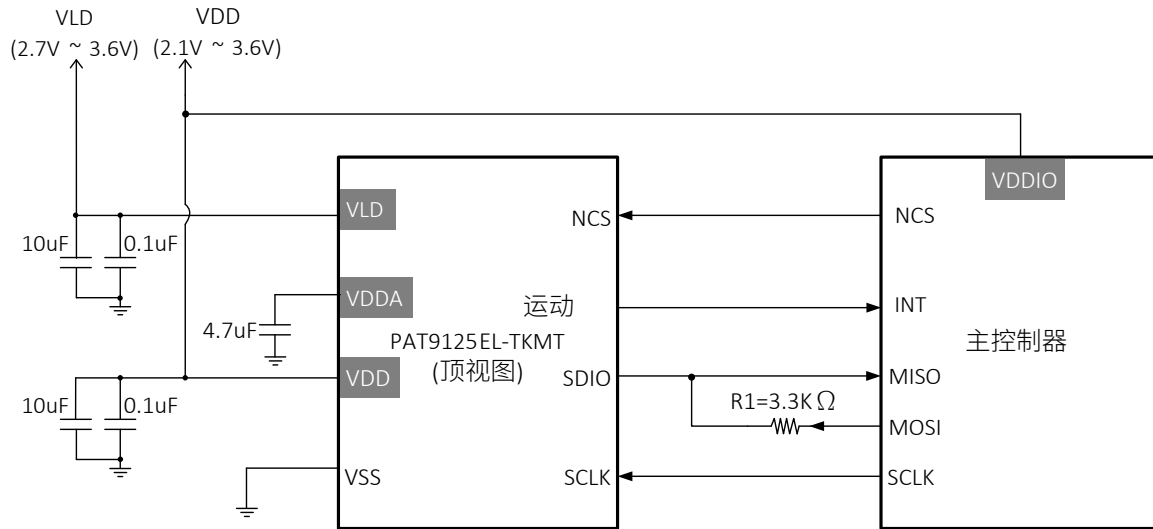 VLD
(2.7V ~ 3.6V)
VDD
(2.1V ~ 3.6V)
VDDIO
VLD
NCS
NCS
10uF
0.1uF
VDDA
运动
INT
4.7uF
PAT9125EL-TKMT
(顶视图)
主控制器
VDD
SDIO
MISO
10uF
0.1uF
R1=3.3KΩ
MOSI
VSS
SCLK
SCLK